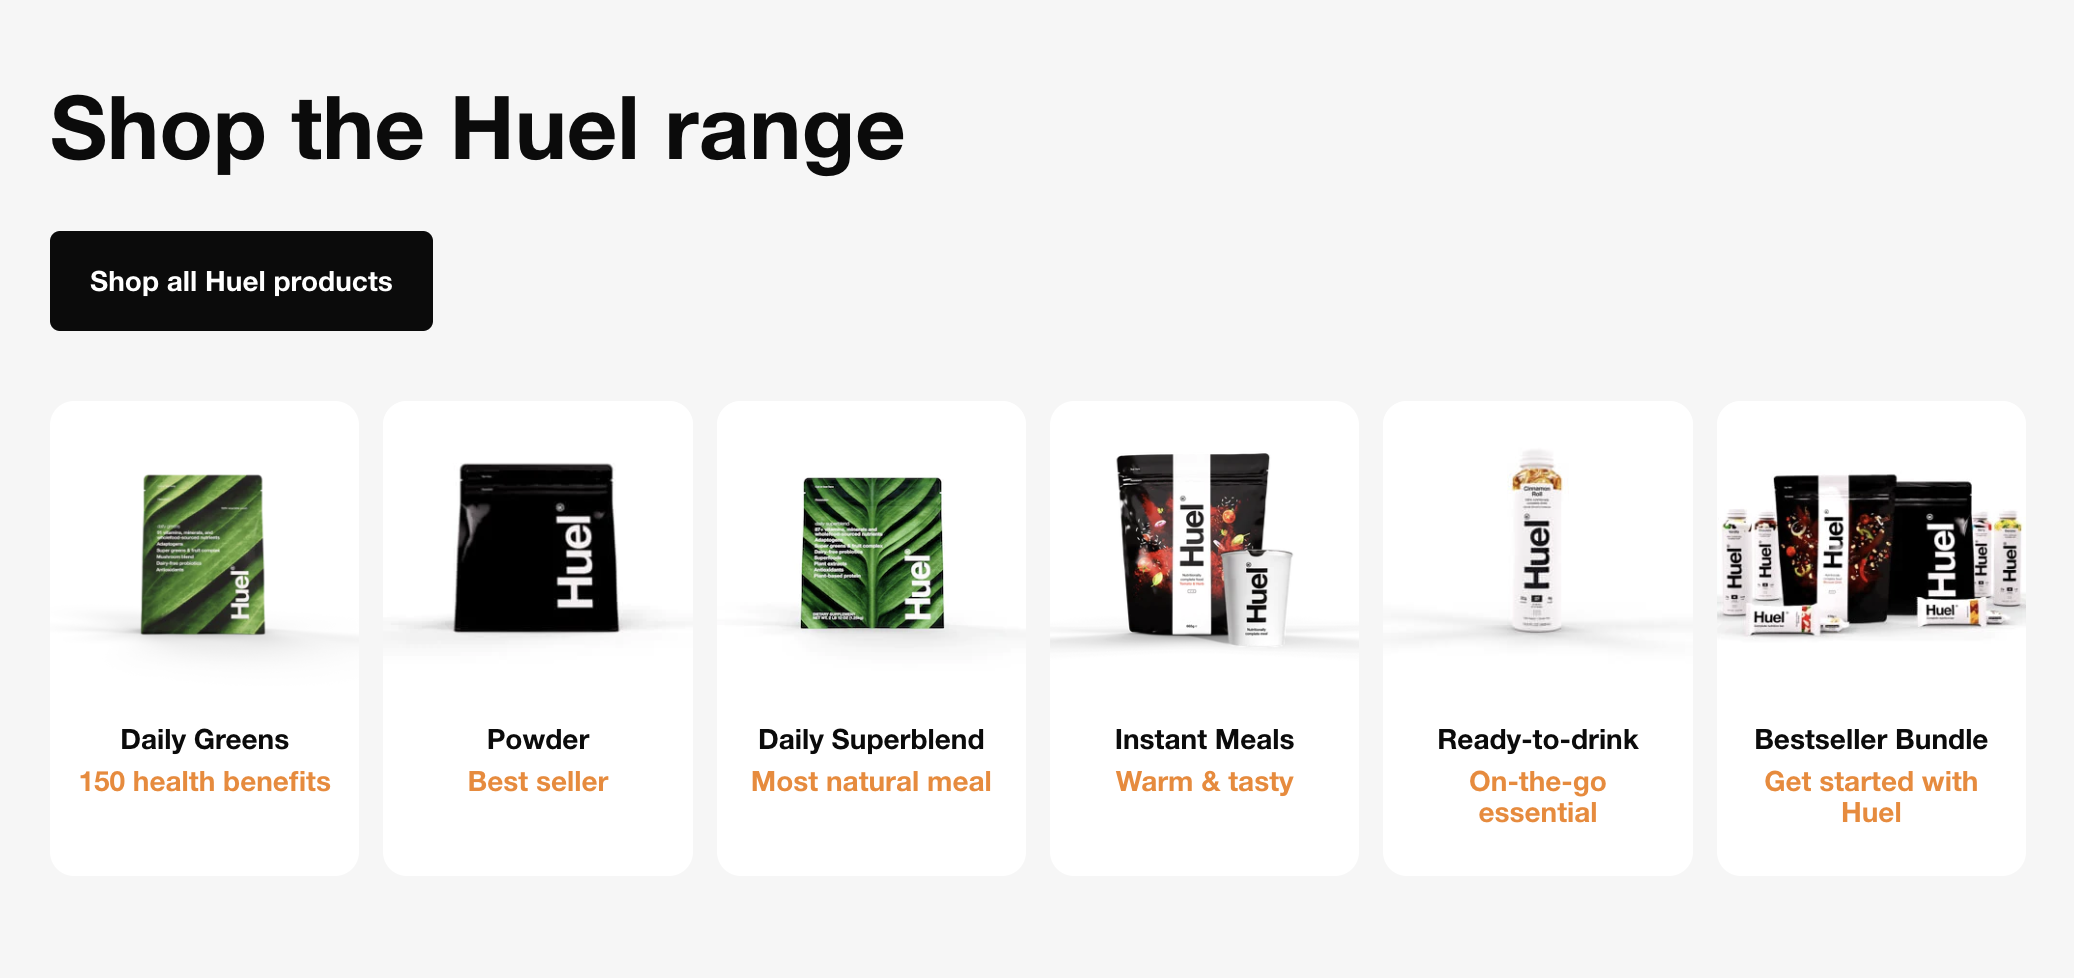 Shop the Huel range
Shop all Huel products
Huel
Daily Greens
150 health benefits
Huel
Powder
Best seller
Huel
Daily Superblend
Most natural meal
Huel
Huel
Instant Meals
Warm & tasty
Cinnamon
Roll
Huel
Ready-to-drink
On-the-go
essential
Huel
Huel
Huel
Huel
Huel
Huel
Huel
Huel
Bestseller Bundle
Get started with
Huel